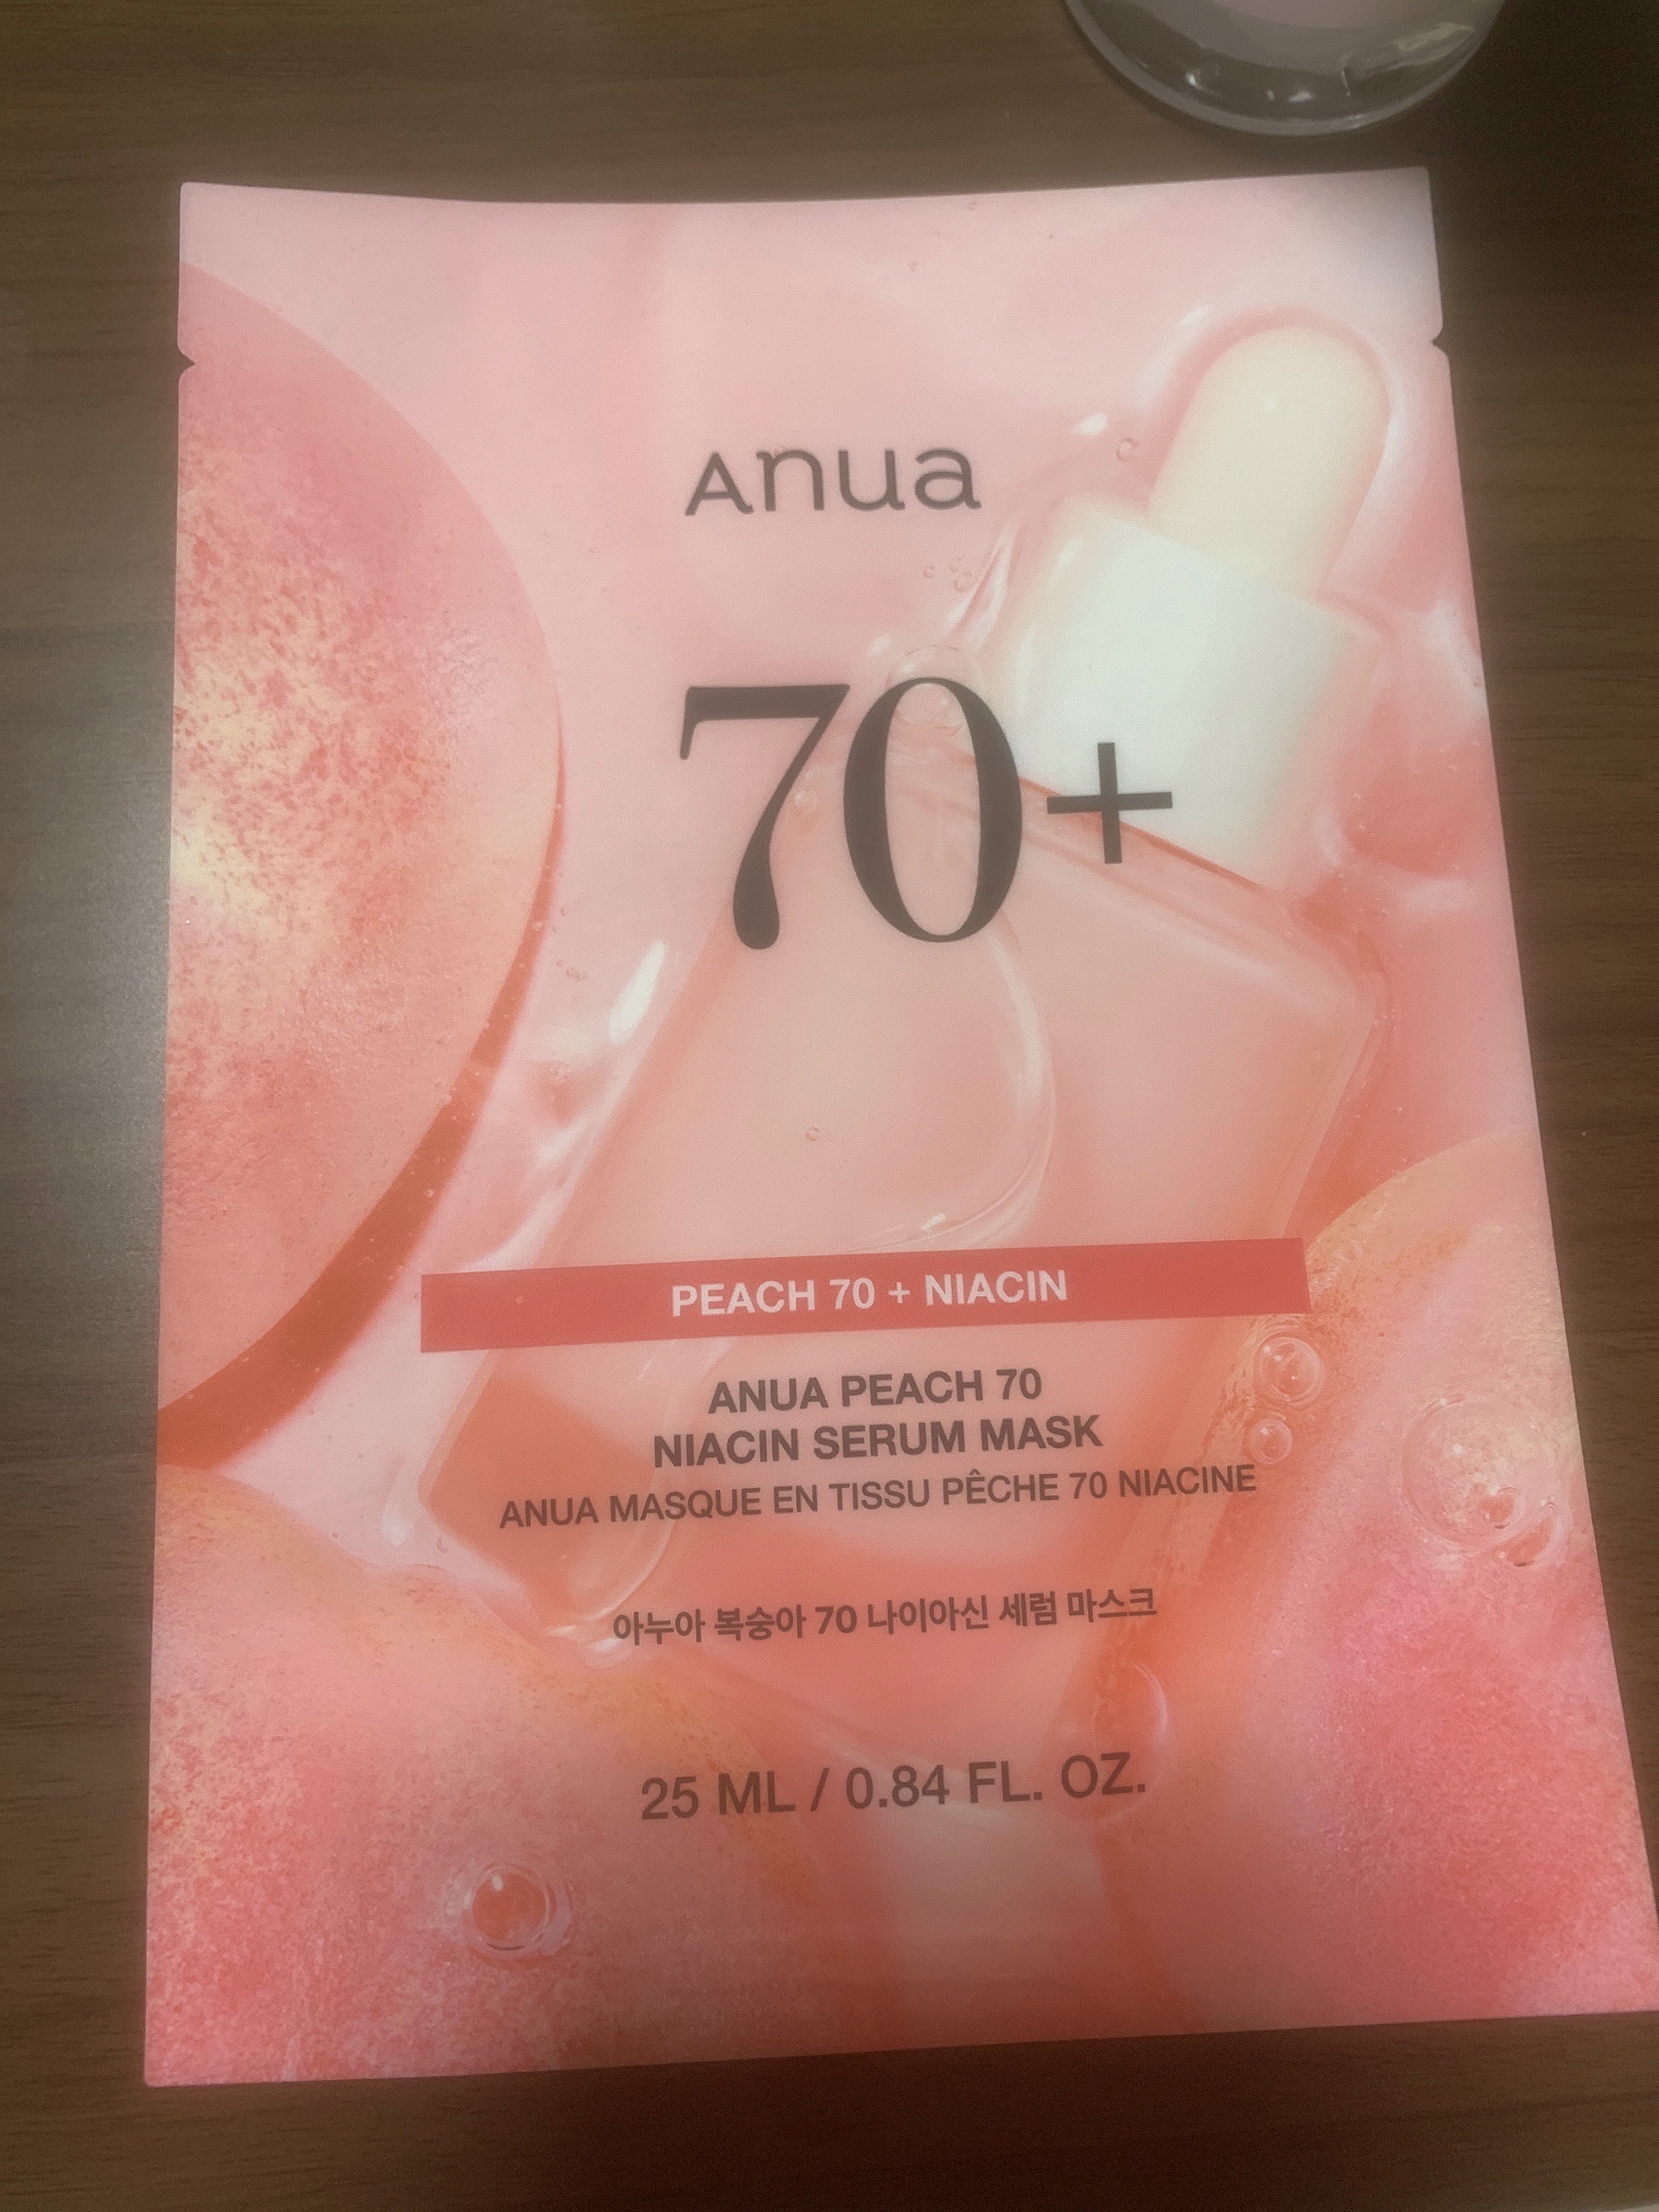 Anua
70+
PEACH 70 + NIACIN
ANUA PEACH 70
NIACIN SERUM MASK
ANUA MASQUE EN TISSU PÊCHE 70 NIACINE
아누아 복숭아 70 나이아신 세럼 마스크
25 ML / 0.84 FL. OZ.